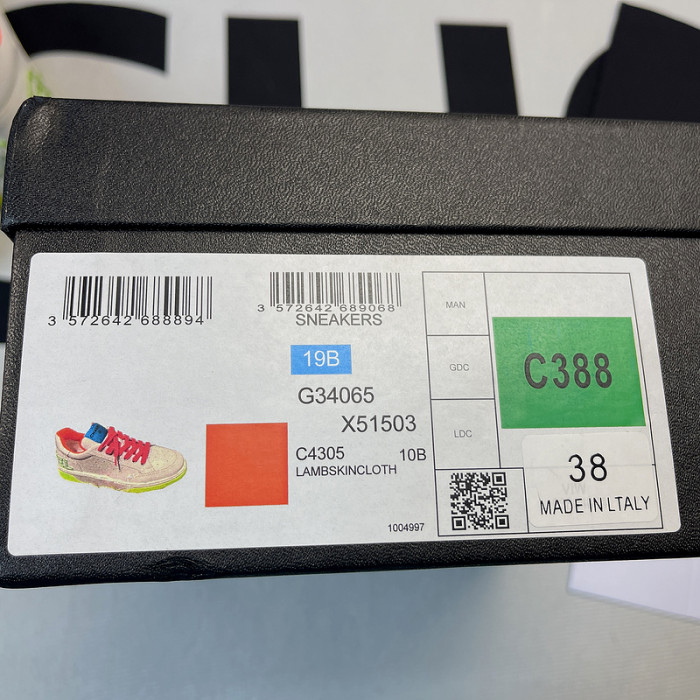 3 572642 688894
3 572642 689068
SNEAKERS
19B
G34065
X51503
C4305 10B
LAMBSKINCLOTH
1004997
MAN
GDC
LDC
C388
38
MADE IN LTALY